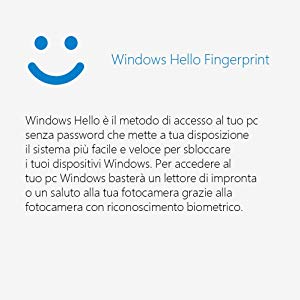 Windows Hello Fingerprint
Windows Hello è il metodo di accesso al tuo pc
senza password che mette a tua disposizione
il sistema più facile e veloce per sbloccare
i tuoi dispositivi Windows. Per accedere al
tuo pc Windows basterà un lettore di impronta
o un saluto alla tua fotocamera grazie alla
fotocamera con riconoscimento biometrico.